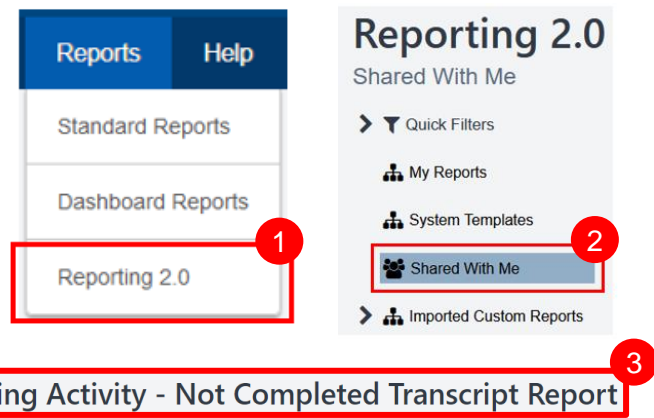 Reports Help
Standard Reports
Dashboard Reports
1
Reporting 2.0
Reporting 2.0
Shared With Me
Quick Filters
My Reports
System Templates
2
Shared With Me
Imported Custom Reports
3
ing Activity - Not Completed Transcript Report